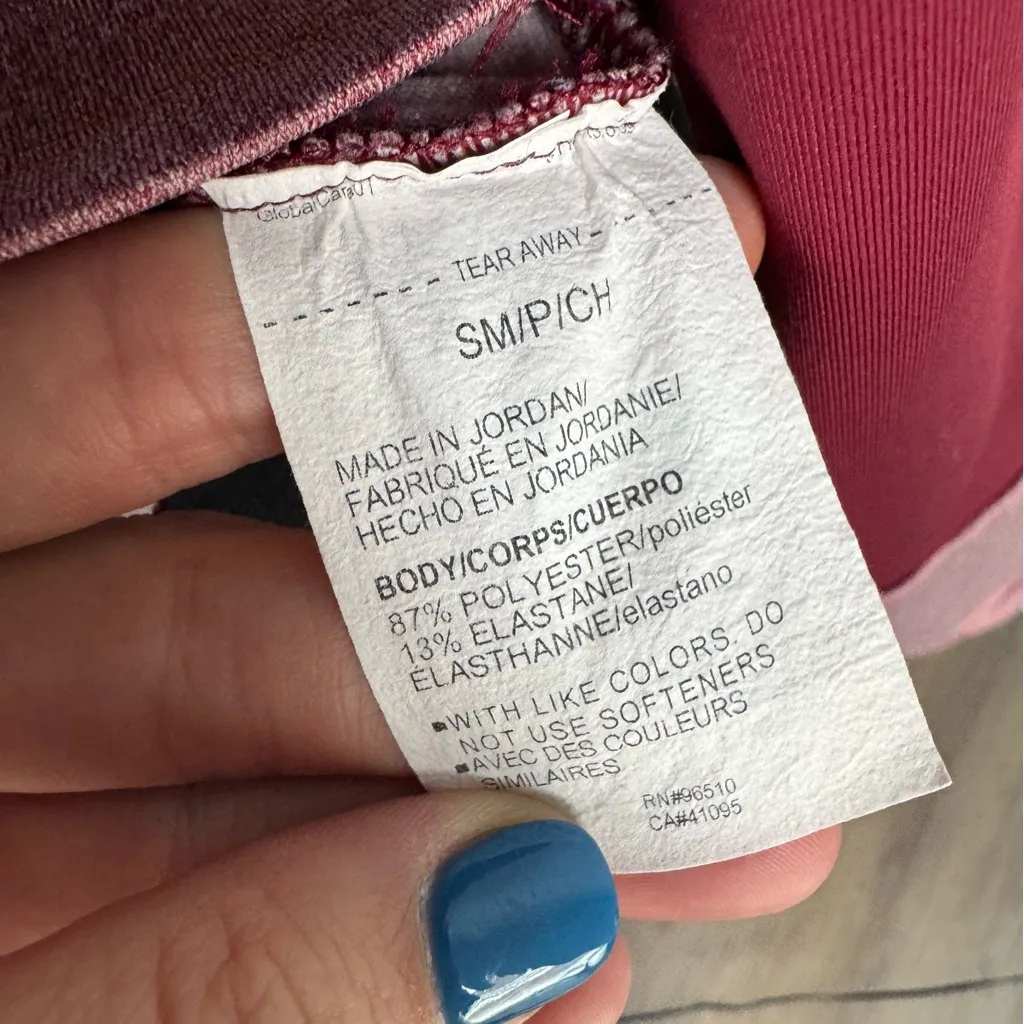 GlobalCare01
- - - - - - - TEAR AWAY - - - - - -
SM/P/CH
MADE IN JORDAN/
FABRIQUÉ EN JORDANIE/
HECHO EN JORDANIA
BODY/CORPS/CUERPO
87% POLYESTER/poliéster
13% ELASTANE/
ÉLASTHANNE/elastano
▪WITH LIKE COLORS. DO
NOT USE SOFTENERS
▪AVEC DES COULEURS
SIMILAIRES
RN#96510
CA#41095